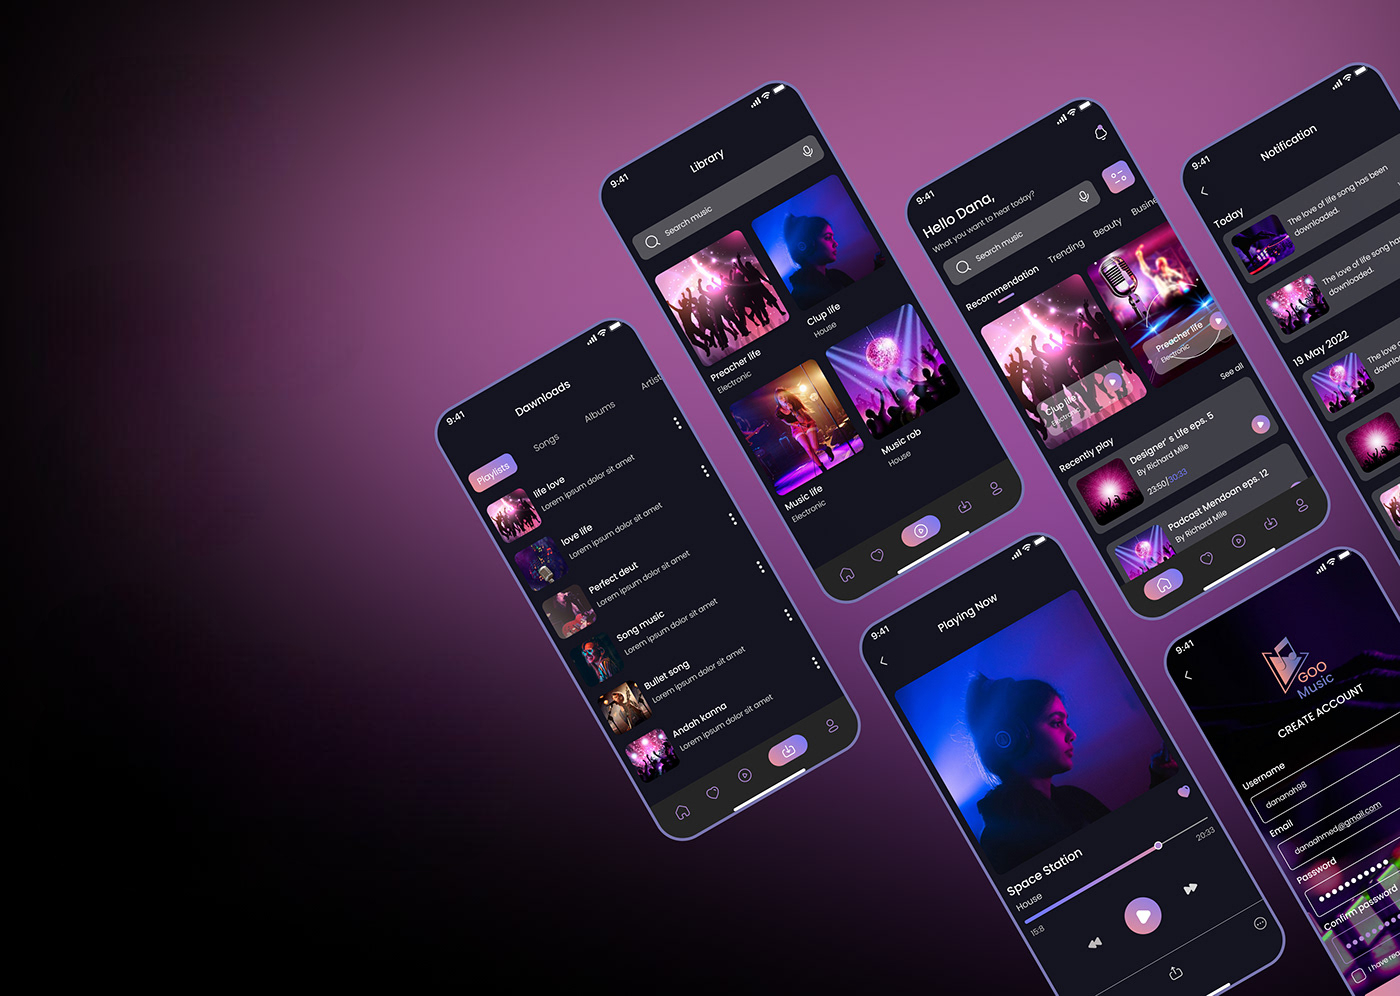 9:41
Dawnloads
Playlists
Songs
Albums
Artist
life love
Lorem ipsum dolor sit amet
love life
Lorem ipsum dolor sit amet
Perfect deut
Lorem ipsum dolor sit amet
Song music
Lorem ipsum dolor sit amet
Bullet song
Lorem ipsum dolor sit amet
Andah kanna
Lorem ipsum dolor sit amet
9:41
Library
Search music
Preacher life
Electronic
Clup life
House
Music life
Electronic
Music rob
House
9:41
Hello Dana,
What you want to hear today?
Search music
Recommendation
Trending
Beauty
Busine
Clup life
Electronic
Preacher life
Electronic
See all
Recently play
Designer's Life eps. 5
By Richard Mile
23:50/30:33
Padcast Mendoan eps. 12
By Richard Mile
9:41
Notification
Today
The love of life song has been
downloaded.
The love of life song ha
downloaded.
19 May 2022
The love o
downloa
9:41
Playing Now
Space Station
House
15:8
20:33
9:41
GOO
Music
CREATE ACCOUNT
Username
dananah98
Email
danaahmed@gmail.com
Password
Confirm password
I have rea